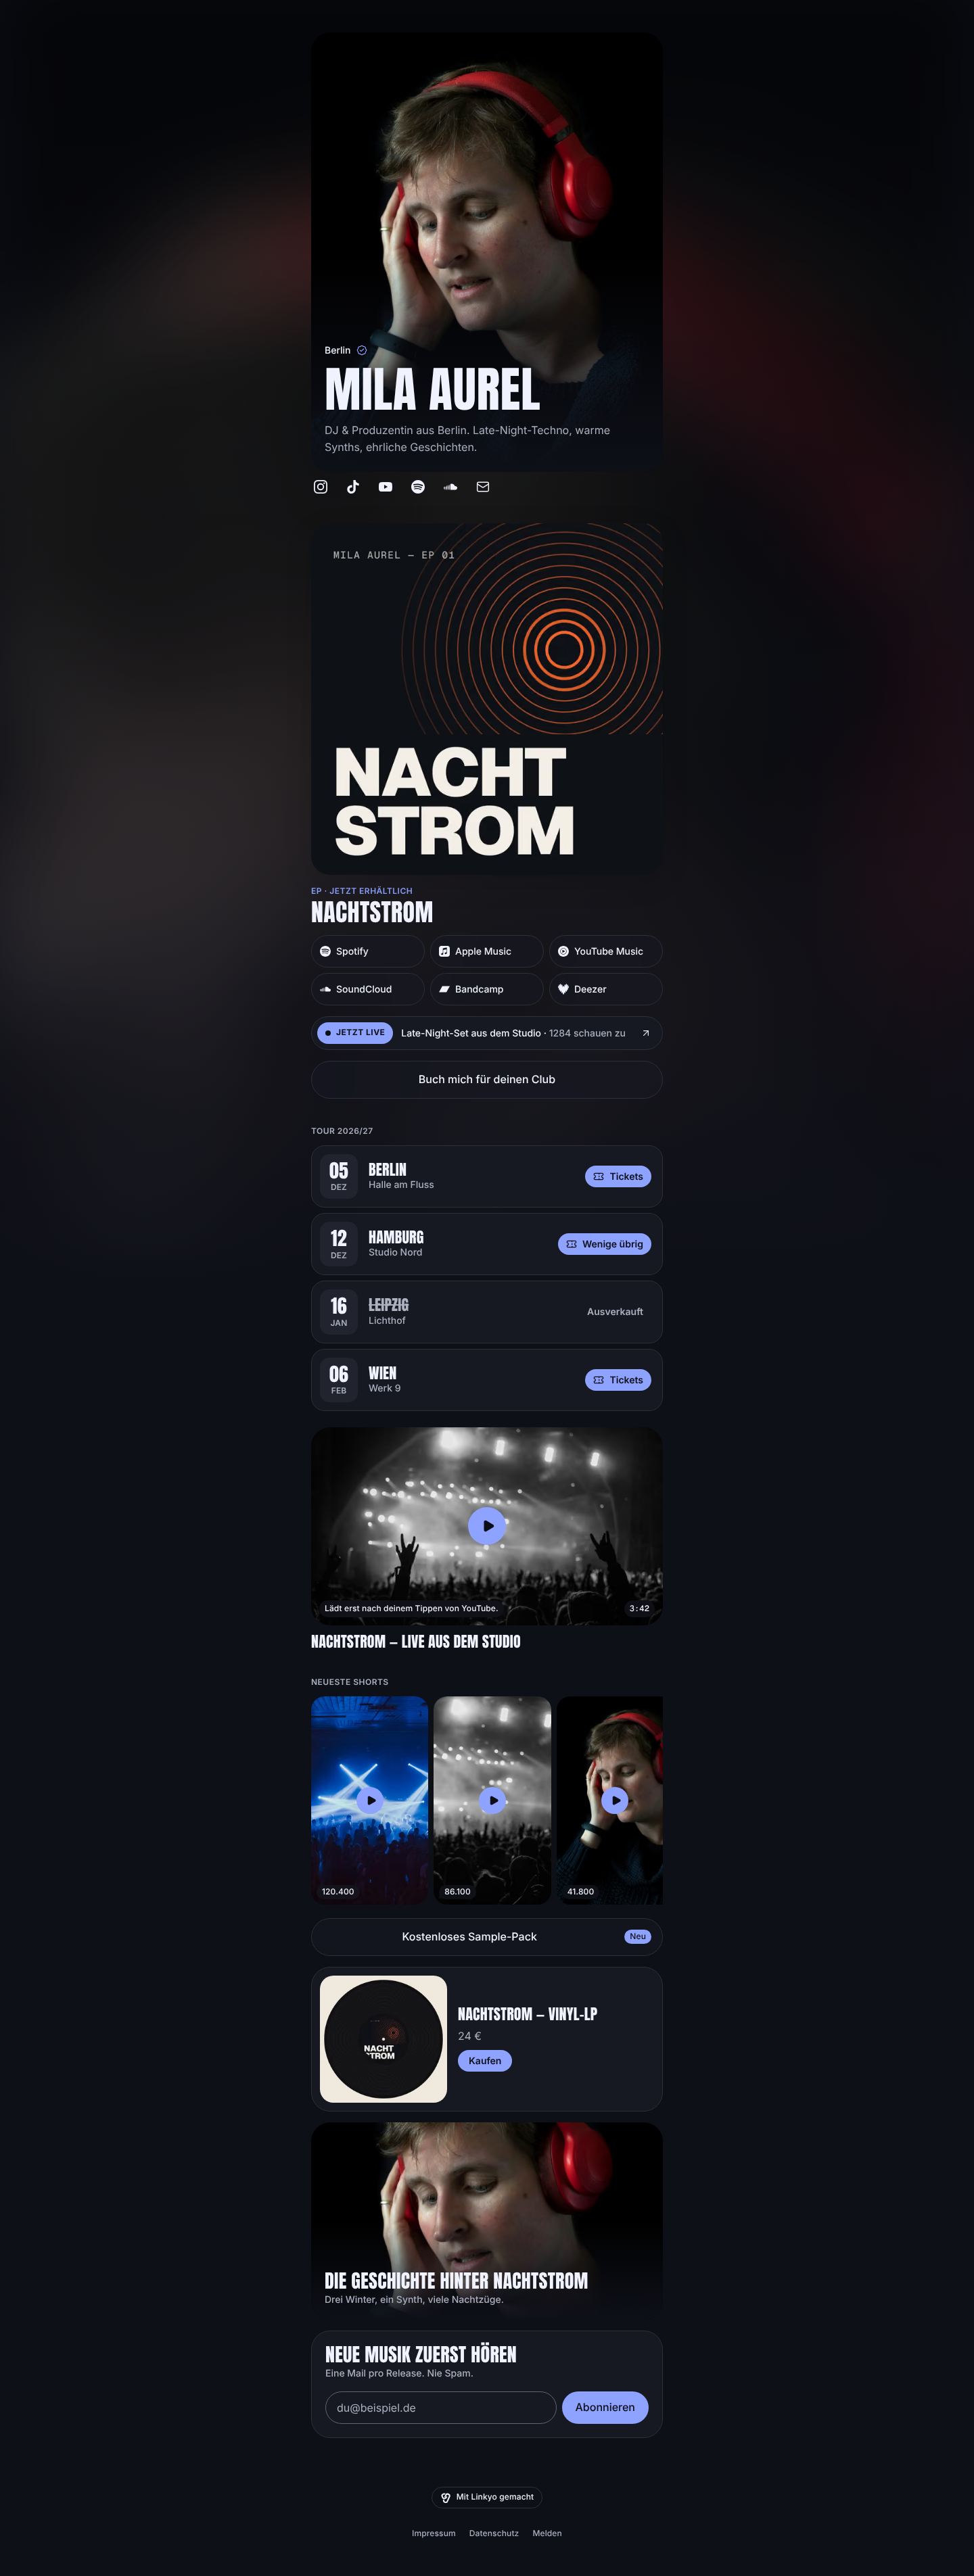 Berlin
MILA AUREL
DJ & Produzentin aus Berlin. Late-Night-Techno, warme
Synths, ehrliche Geschichten.
MILA AUREL — EP 01
NACHT
STROM
EP · JETZT ERHÄLTLICH
NACHTSTROM
Spotify
Apple Music
YouTube Music
SoundCloud
Bandcamp
Deezer
JETZT LIVE
Late-Night-Set aus dem Studio · 1284 schauen zu
Buch mich für deinen Club
TOUR 2026/27
05
DEZ
BERLIN
Halle am Fluss
Tickets
12
DEZ
HAMBURG
Studio Nord
Wenige übrig
16
JAN
LEIPZIG
Lichthof
Ausverkauft
06
FEB
WIEN
Werk 9
Tickets
Lädt erst nach deinem Tippen von YouTube.
3:42
NACHTSTROM — LIVE AUS DEM STUDIO
NEUESTE SHORTS
120.400
86.100
41.800
Kostenloses Sample-Pack
Neu
NACHT
STROM
NACHTSTROM — VINYL-LP
24 €
Kaufen
DIE GESCHICHTE HINTER NACHTSTROM
Drei Winter, ein Synth, viele Nachtzüge.
NEUE MUSIK ZUERST HÖREN
Eine Mail pro Release. Nie Spam.
du@beispiel.de
Abonnieren
Mit Linkyo gemacht
Impressum
Datenschutz
Melden